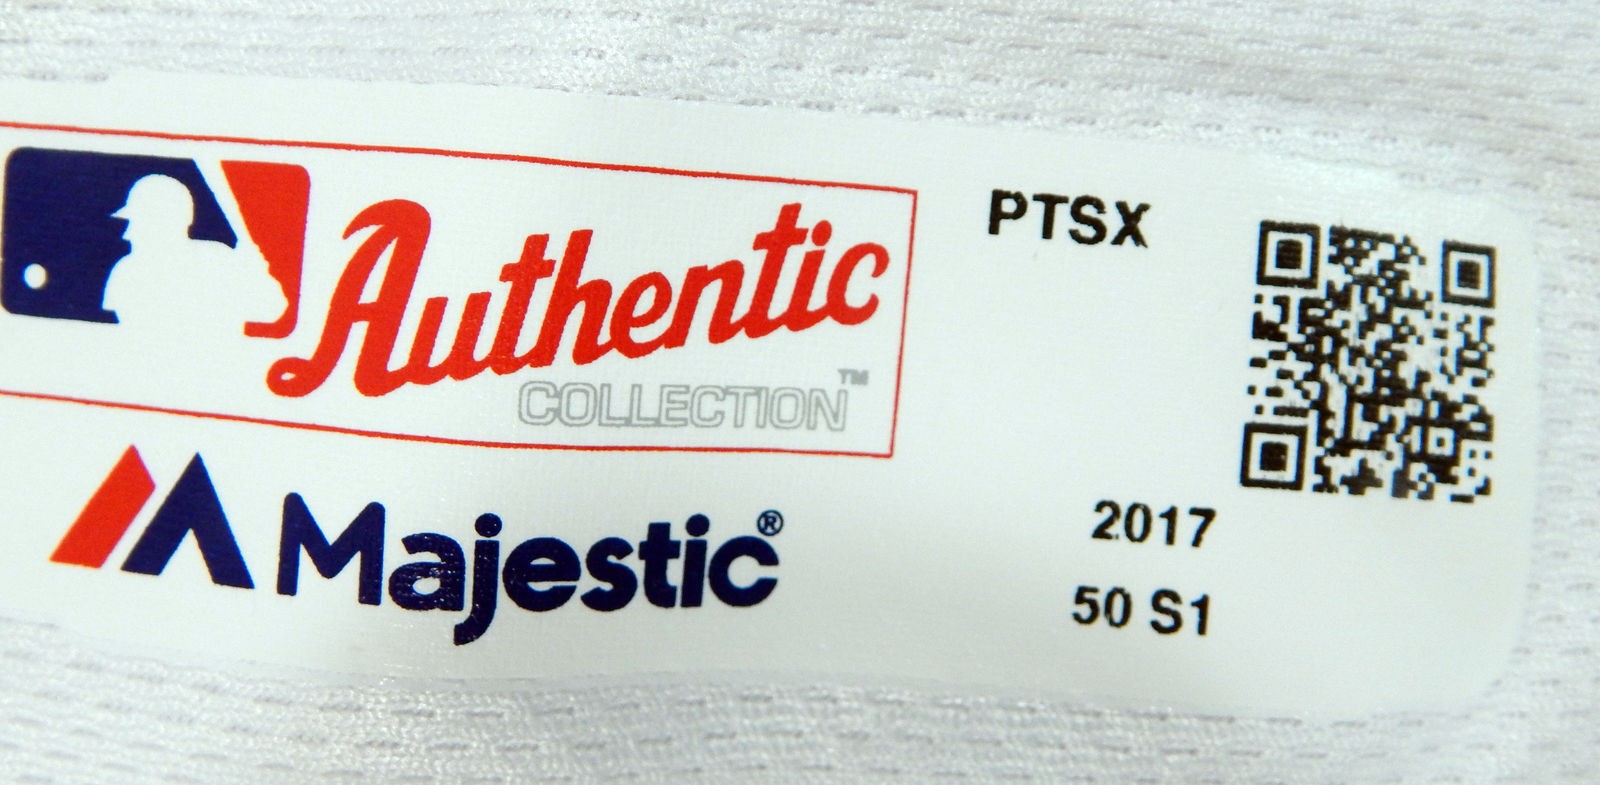 Authentic
COLLECTION™
Majestic®
PTSX
2017
50 S1